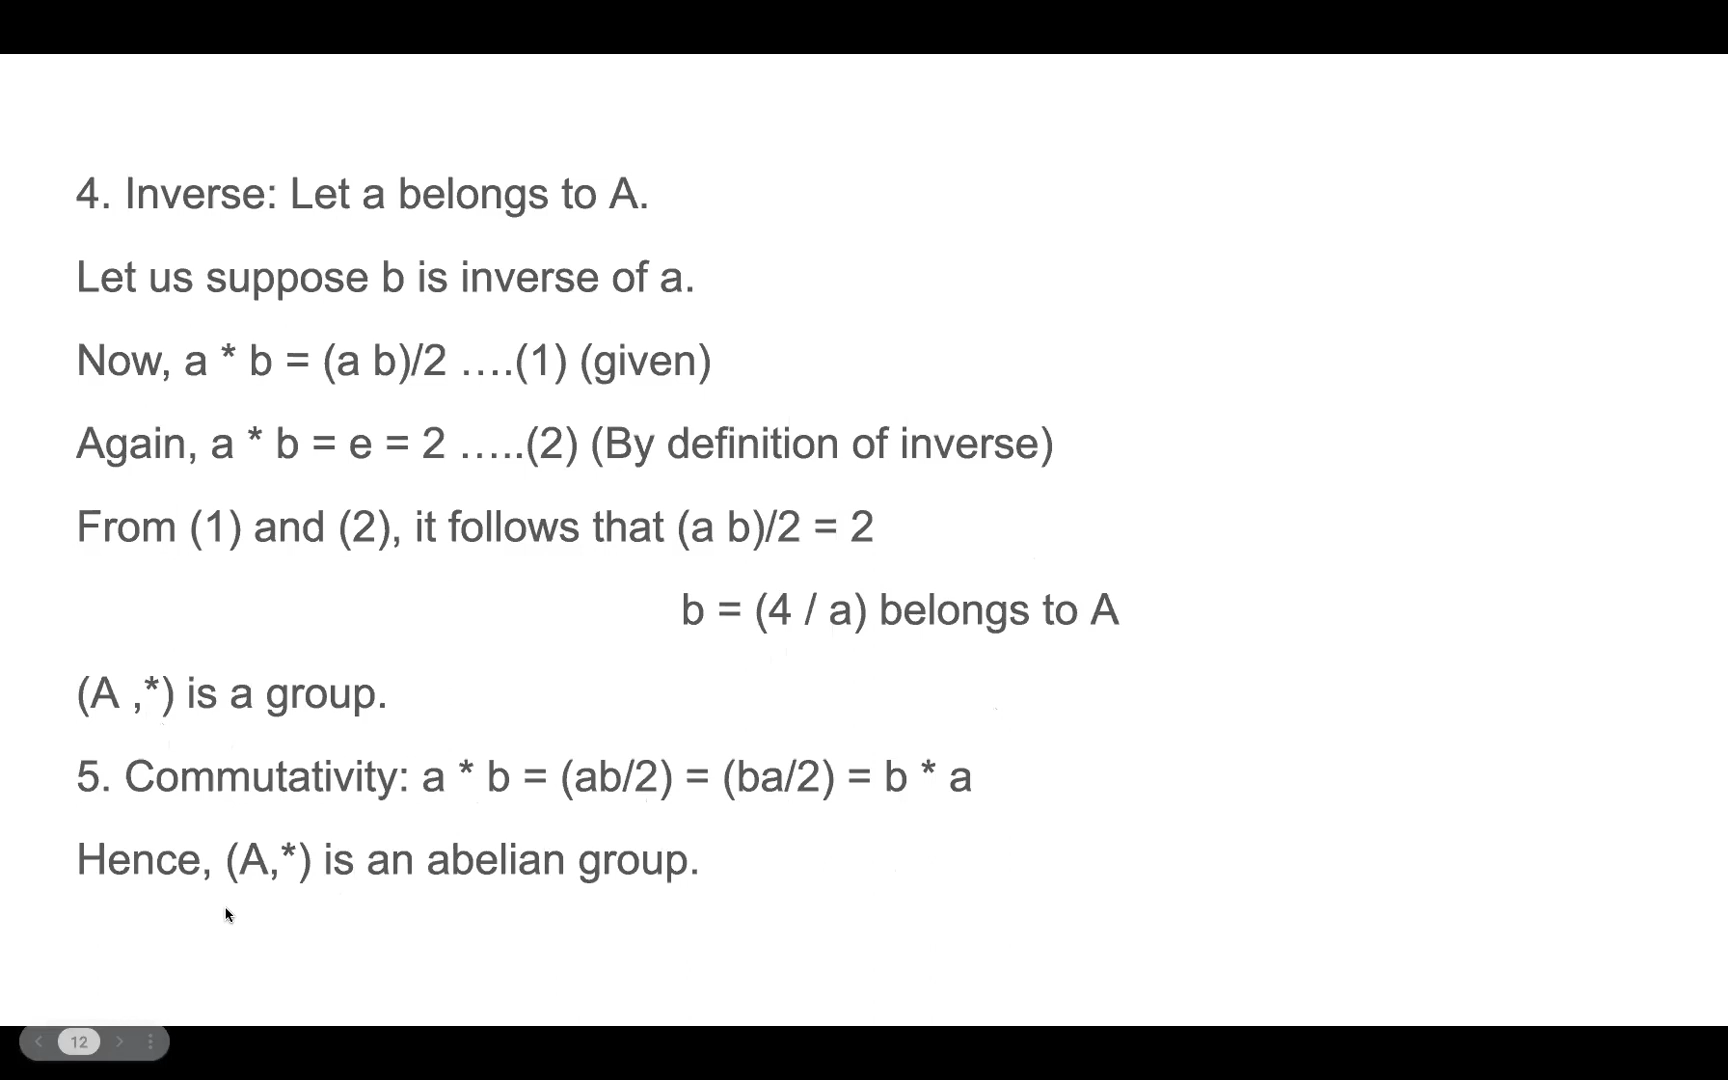 4. Inverse: Let a belongs to A.
Let us suppose b is inverse of a.
Now, a * b = (a b)/2 ….(1) (given)
Again, a * b = e = 2 …..(2) (By definition of inverse)
From (1) and (2), it follows that (a b)/2 = 2
b = (4 / a) belongs to A
(A ,*) is a group.
5. Commutativity: a * b = (ab/2) = (ba/2) = b * a
Hence, (A,*) is an abelian group.
12